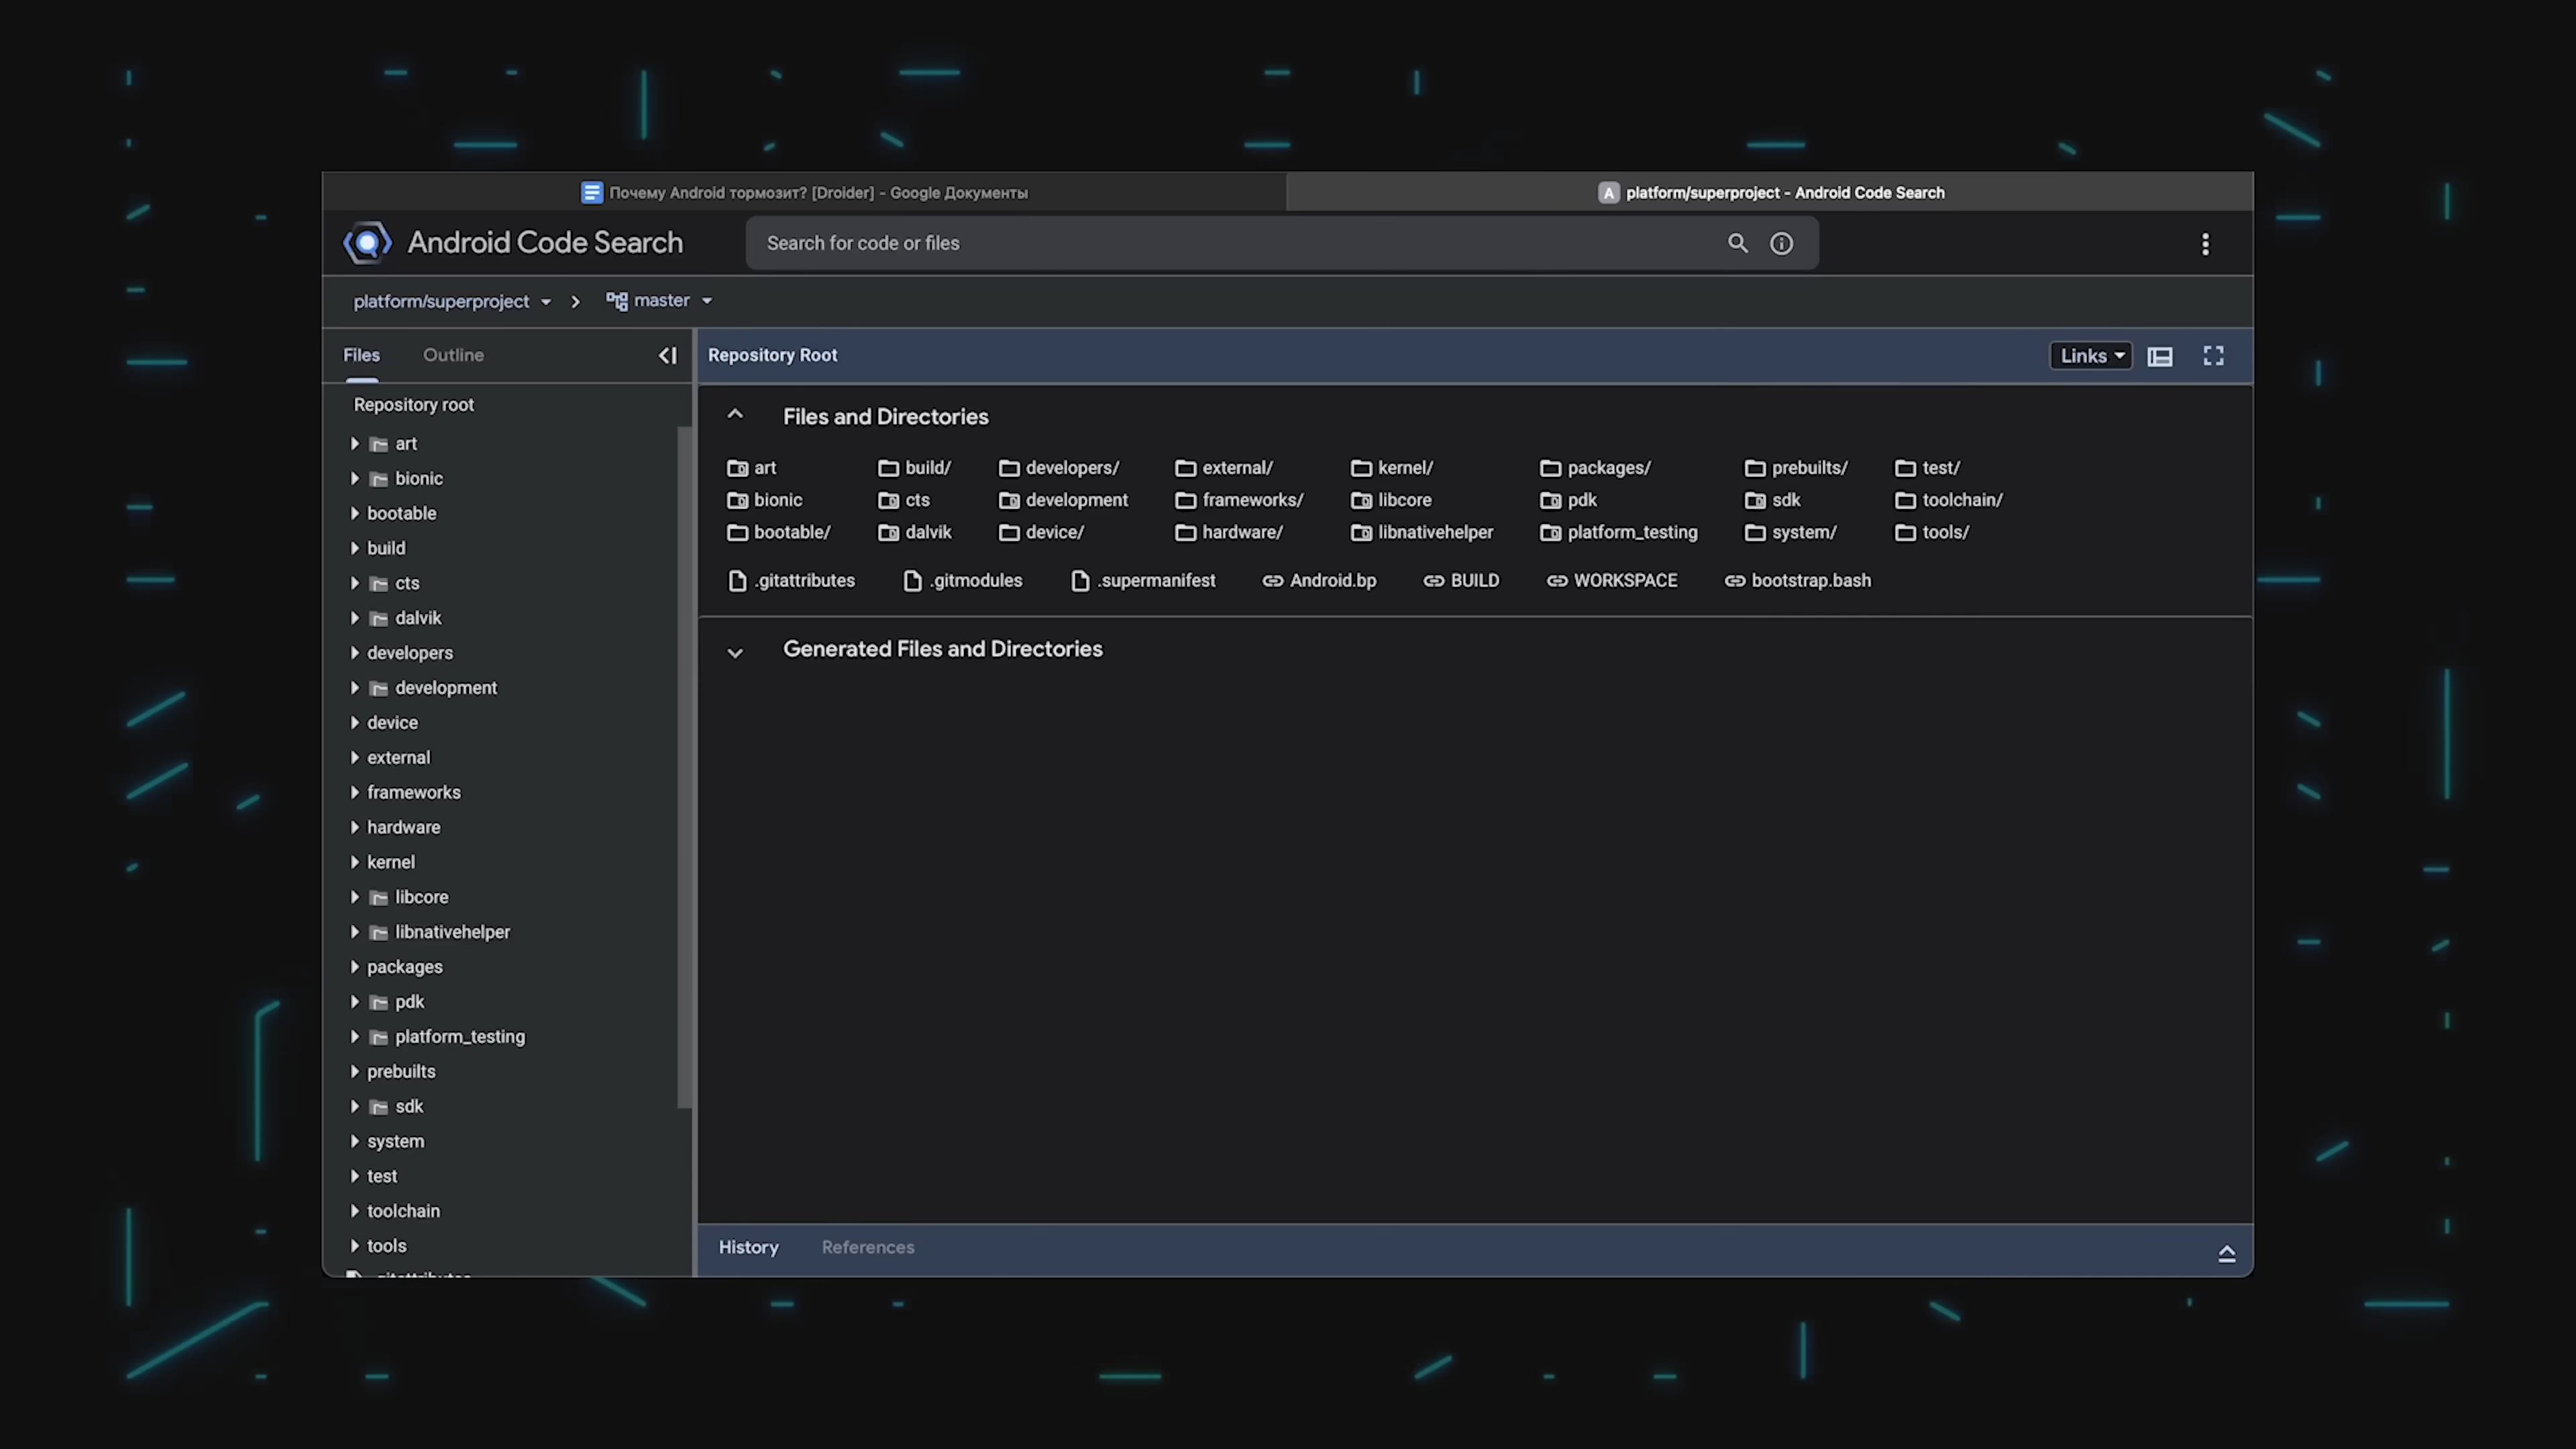 Почему Android тормозит? [Droider] - Google Документы
A platform/superproject - Android Code Search
Android Code Search
Search for code or files
platform/superproject
master
Files Outline
Repository root
art
bionic
bootable
build
cts
dalvik
developers
development
device
external
frameworks
hardware
kernel
libcore
libnativehelper
packages
pdk
platform_testing
prebuilts
sdk
system
test
toolchain
tools
.gitattributes
Repository Root
Links
Files and Directories
art build/ developers/ external/ kernel/ packages/ prebuilts/ test/
bionic cts development frameworks/ libcore pdk sdk toolchain/
bootable/ dalvik device/ hardware/ libnativehelper platform_testing system/ tools/
.gitattributes .gitmodules .supermanifest Android.bp BUILD WORKSPACE bootstrap.bash
Generated Files and Directories
History References